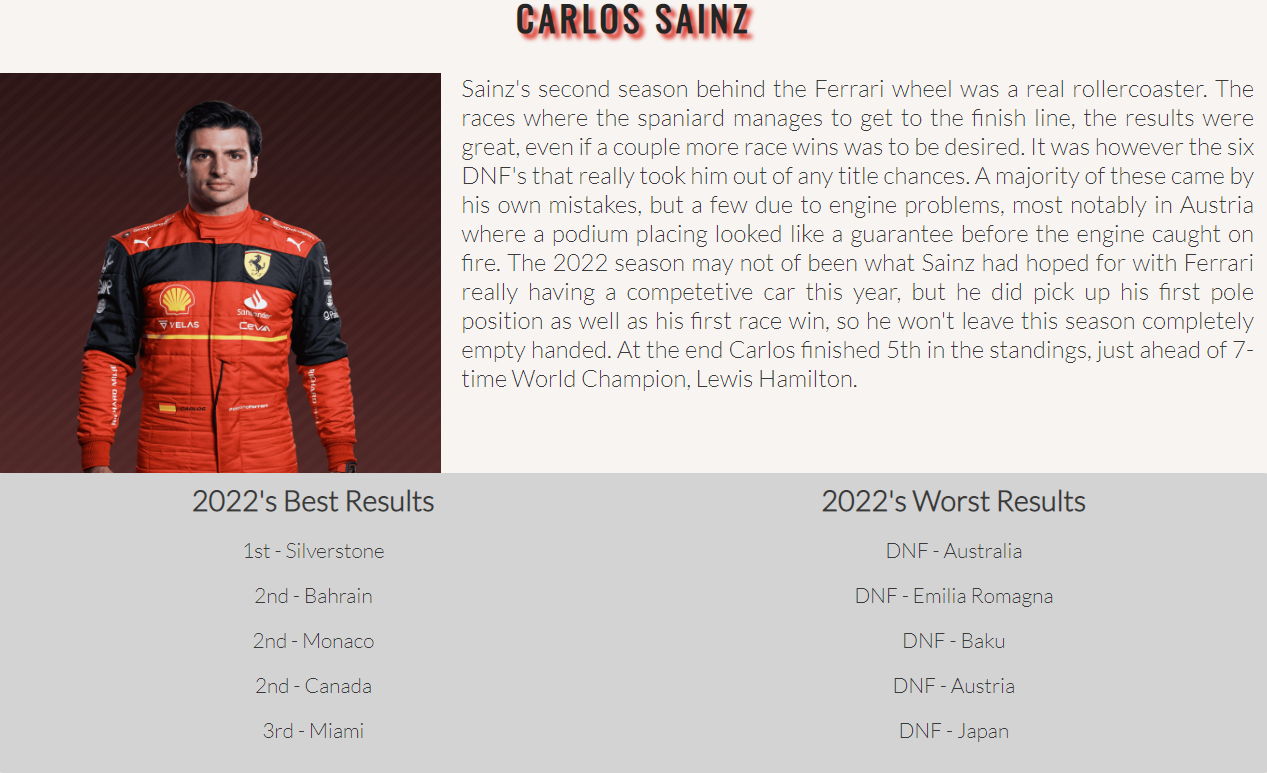 CARLOS SAINZ
Sainz's second season behind the Ferrari wheel was a real rollercoaster. The
races where the spaniard manages to get to the finish line, the results were
great, even if a couple more race wins was to be desired. It was however the six
DNF's that really took him out of any title chances. A majority of these came by
his own mistakes, but a few due to engine problems, most notably in Austria
where a podium placing looked like a guarantee before the engine caught on
fire. The 2022 season may not of been what Sainz had hoped for with Ferrari
really having a competetive car this year, but he did pick up his first pole
position as well as his first race win, so he won't leave this season completely
empty handed. At the end Carlos finished 5th in the standings, just ahead of 7-
time World Champion, Lewis Hamilton.
Santander
VELAS
CEVA
RICHARD MILLE
CARLOS
2022's Best Results
1st - Silverstone
2nd - Bahrain
2nd - Monaco
2nd - Canada
3rd - Miami
2022's Worst Results
DNF - Australia
DNF - Emilia Romagna
DNF - Baku
DNF - Austria
DNF - Japan